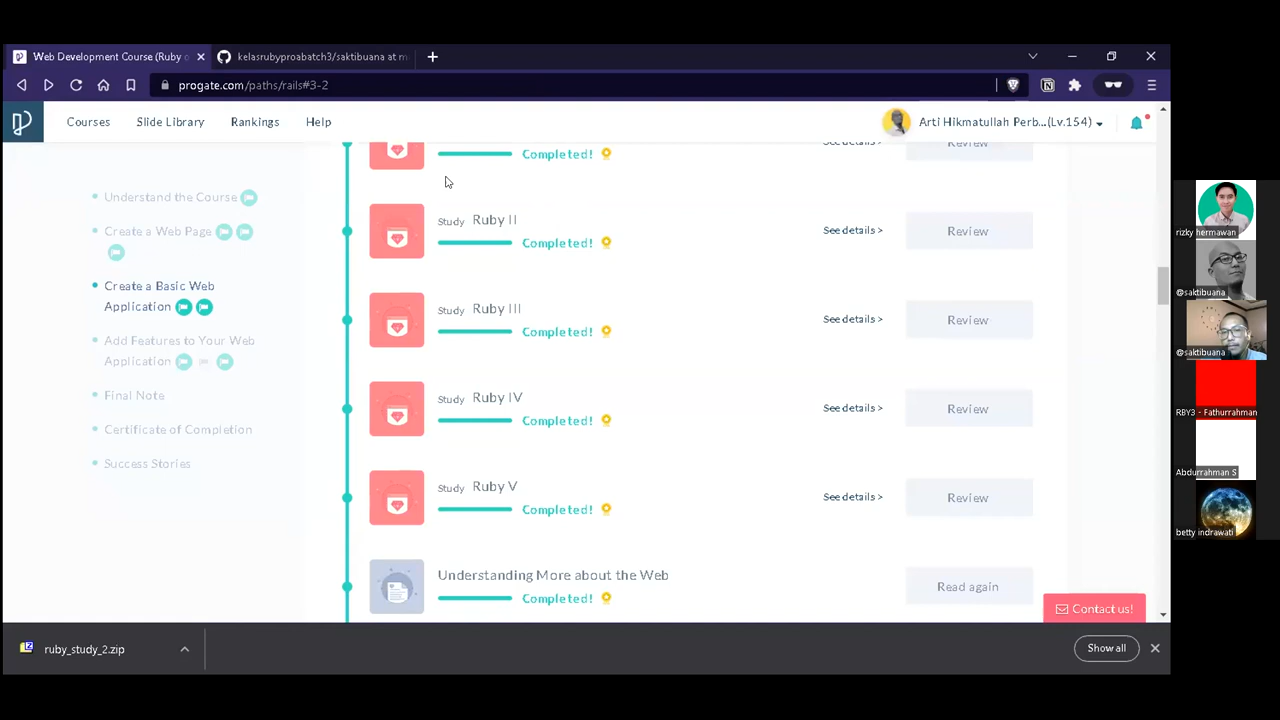 Web Development Course (Ruby o
kelasrubyproabatch3/saktibuana at m
progate.com/paths/rails#3-2
Courses
Slide Library
Rankings
Help
Arti Hikmatullah Perb...(Lv.154)
Understand the Course
Create a Web Page
Create a Basic Web
Application
Add Features to Your Web
Application
Final Note
Certificate of Completion
Success Stories
Completed!
See details >
Review
Study Ruby II
Completed!
See details >
Review
Study Ruby III
Completed!
See details >
Review
Study Ruby IV
Completed!
See details >
Review
Study Ruby V
Completed!
See details >
Review
Understanding More about the Web
Completed!
Read again
Contact us!
ruby_study_2.zip
Show all
rizky hermawan
@saktibuana
@saktibuana
RBY3 - Fathurrahman
Abdurrahman S
betty indrawati